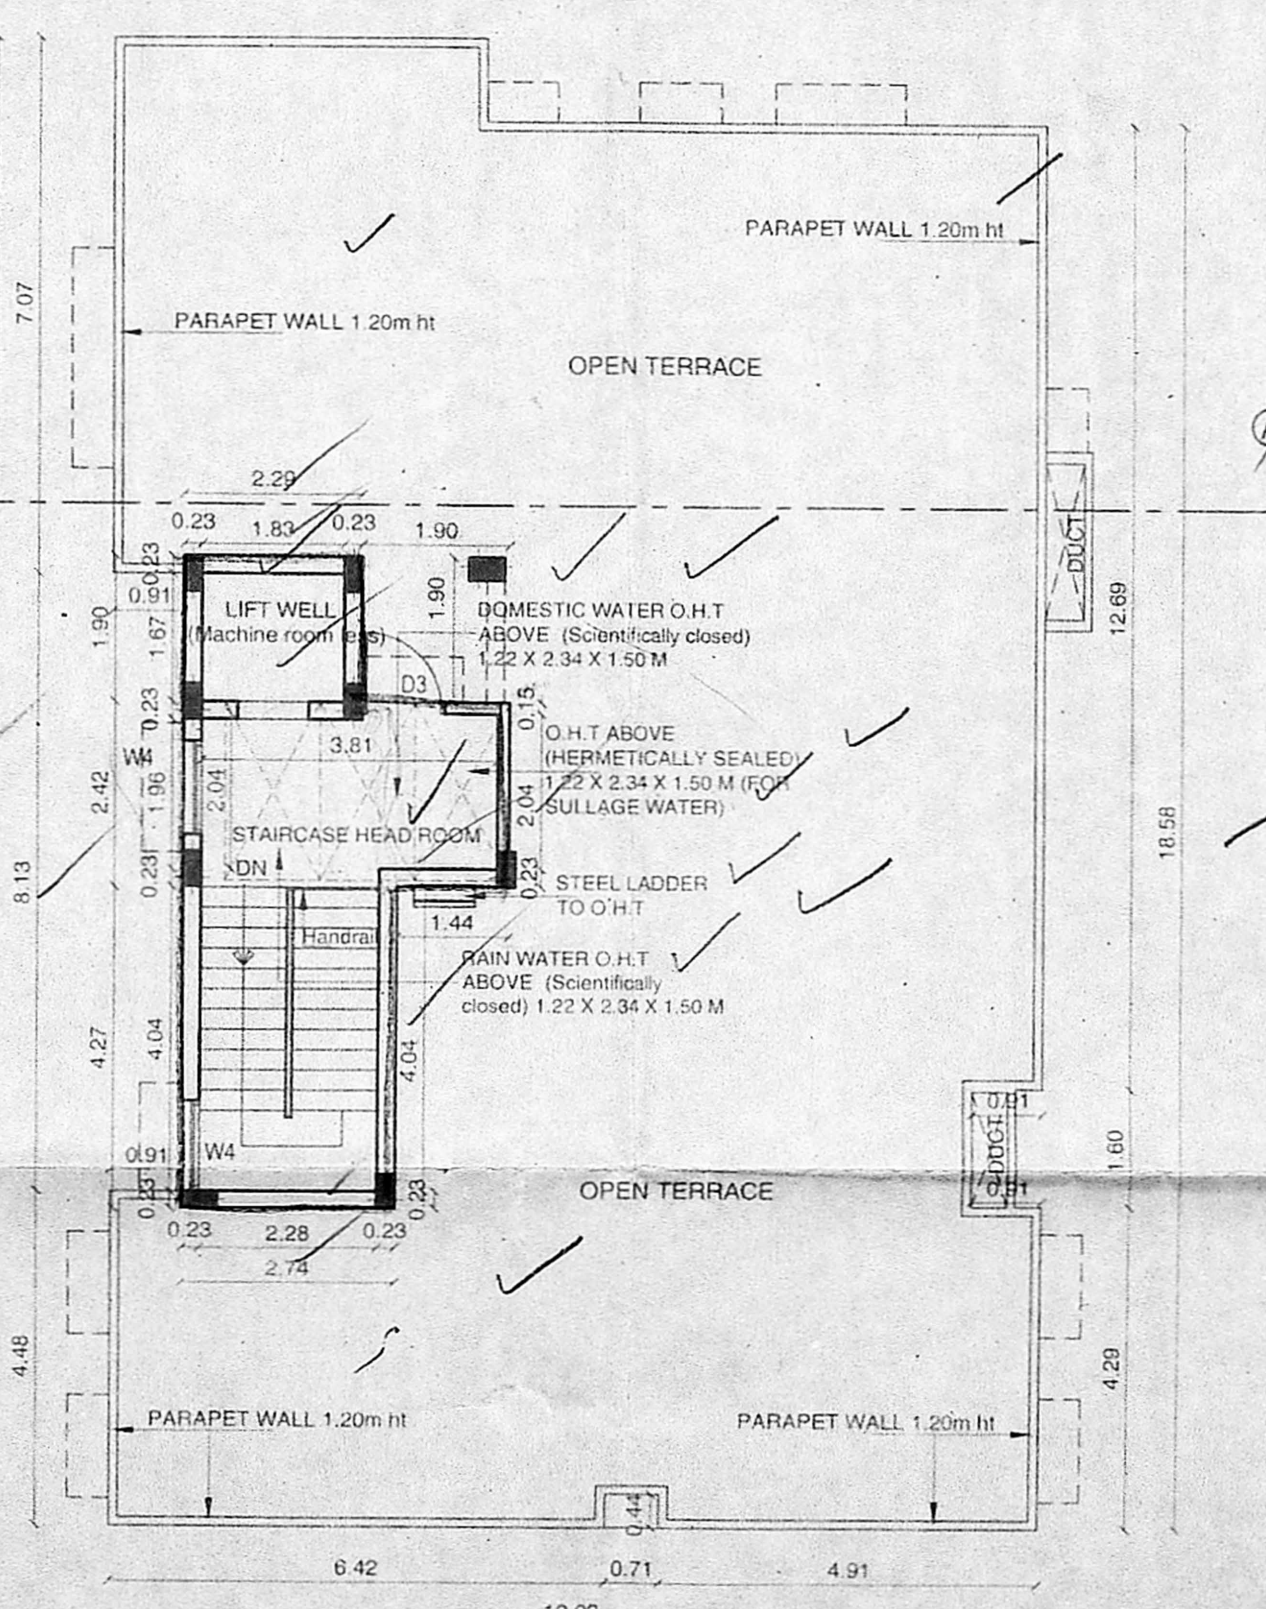 PARAPET WALL 1.20m ht
7.07
PARAPET WALL 1.20m ht
OPEN TERRACE
2.29
0.23
1.83
0.23
1.90
DUCT
0.23
0.91
LIFT WELL
(Machine room less)
1.90
1.67
1.90
DOMESTIC WATER O.H.T
ABOVE (Scientifically closed)
1.22 X 2.34 X 1.50 M
12.69
D3
0.23
0.15
3.81
O.H.T ABOVE
(HERMETICALLY SEALED)
1.22 X 2.34 X 1.50 M (FOR
SULLAGE WATER)
W4
2.42
1.96
2.04
2.04
18.58
STAIRCASE HEAD ROOM
8.13
0.23
DN
0.23
STEEL LADDER
TO O.H.T
1.44
Handrail
RAIN WATER O.H.T
ABOVE (Scientifically
closed) 1.22 X 2.34 X 1.50 M
4.27
4.04
4.04
0.91
DUCT
1.60
0.91
0.91
W4
0.23
0.23
OPEN TERRACE
0.23
2.28
0.23
2.74
4.48
4.29
PARAPET WALL 1.20m ht
PARAPET WALL 1.20m ht
0.44
6.42
0.71
4.91